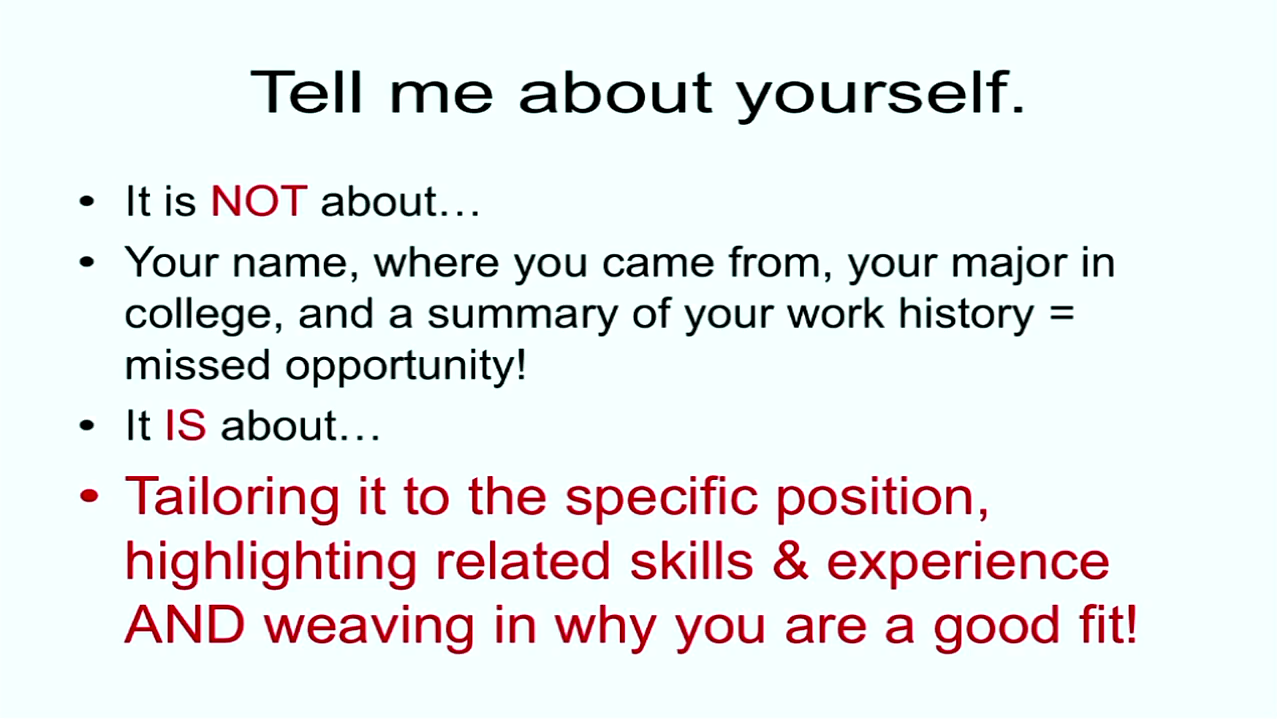 Tell me about yourself.
• It is NOT about…
• Your name, where you came from, your major in
college, and a summary of your work history =
missed opportunity!
• It IS about…
• Tailoring it to the specific position,
highlighting related skills & experience
AND weaving in why you are a good fit!